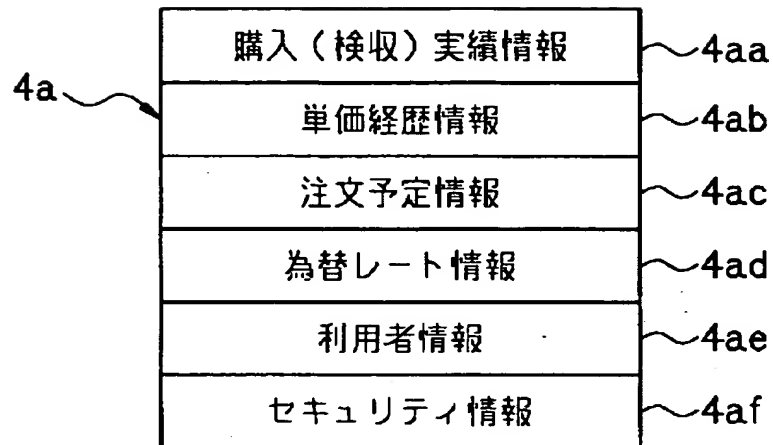 購入（検収）実績情報 4aa
4a
単価経歴情報 4ab
注文予定情報 4ac
為替レート情報 4ad
利用者情報 4ae
セキュリティ情報 4af